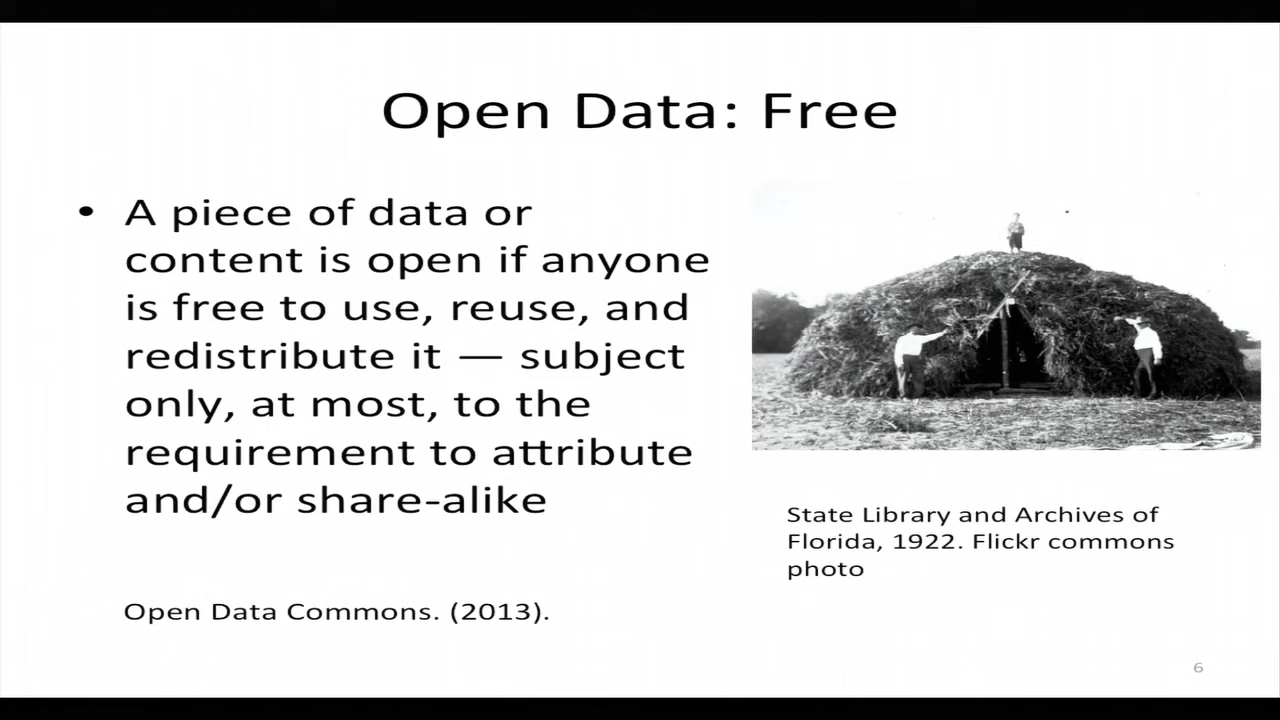 Open Data: Free
• A piece of data or
content is open if anyone
is free to use, reuse, and
redistribute it — subject
only, at most, to the
requirement to attribute
and/or share-alike
Open Data Commons. (2013).
State Library and Archives of
Florida, 1922. Flickr commons
photo
6